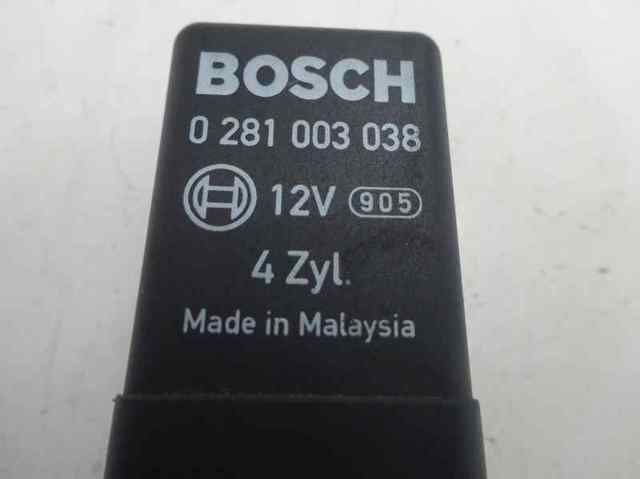 BOSCH
0 281 003 038
12V 905
4 Zyl.
Made in Malaysia